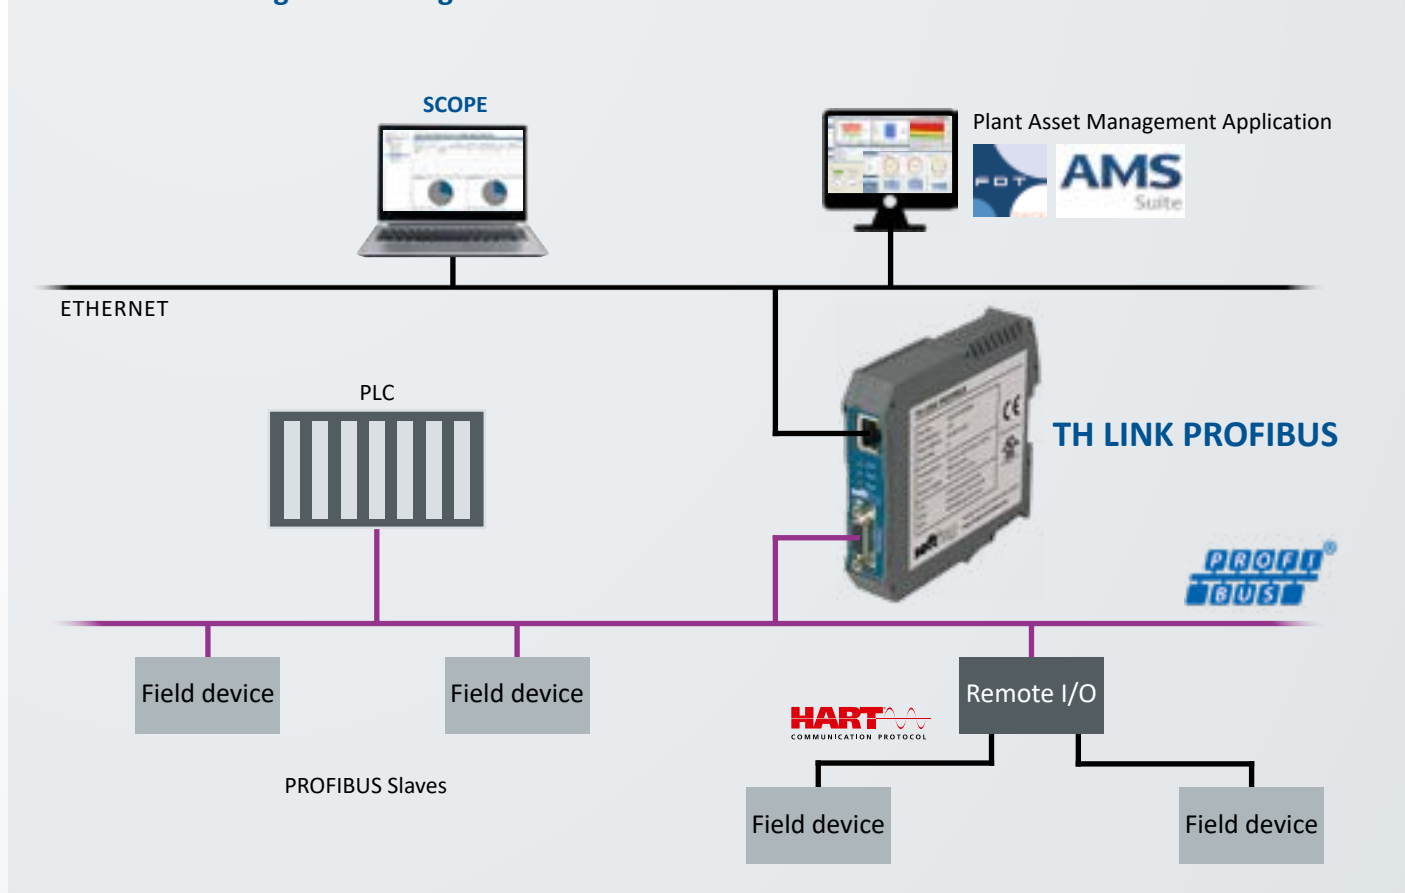 SCOPE
Plant Asset Management Application
FDT
AMS
Suite
ETHERNET
PLC
TH LINK PROFIBUS
PROFI®
BUS
Field device
Field device
Remote I/O
HART
COMMUNICATION PROTOCOL
PROFIBUS Slaves
Field device
Field device